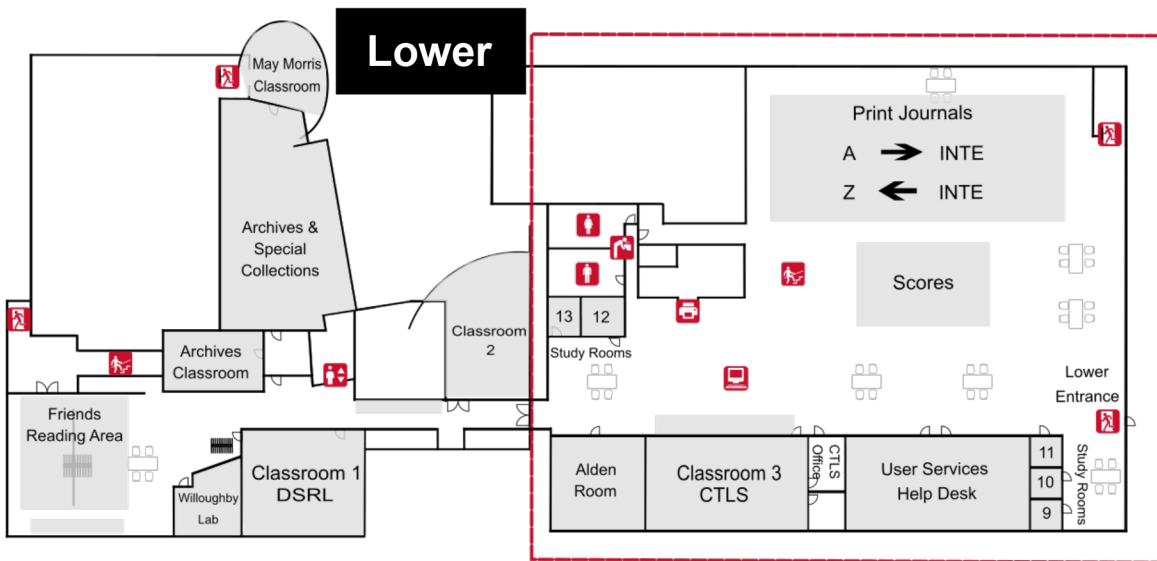 Lower
May Morris
Classroom
Print Journals
A INTE
Z INTE
Archives &
Special
Collections
Scores
13
12
Study Rooms
Classroom
2
Archives
Classroom
Lower
Entrance
Friends
Reading Area
Classroom 1
DSRL
Willoughby
Lab
Alden
Room
Classroom 3
CTLS
CTLS
Office
User Services
Help Desk
11
10
9
Study Rooms